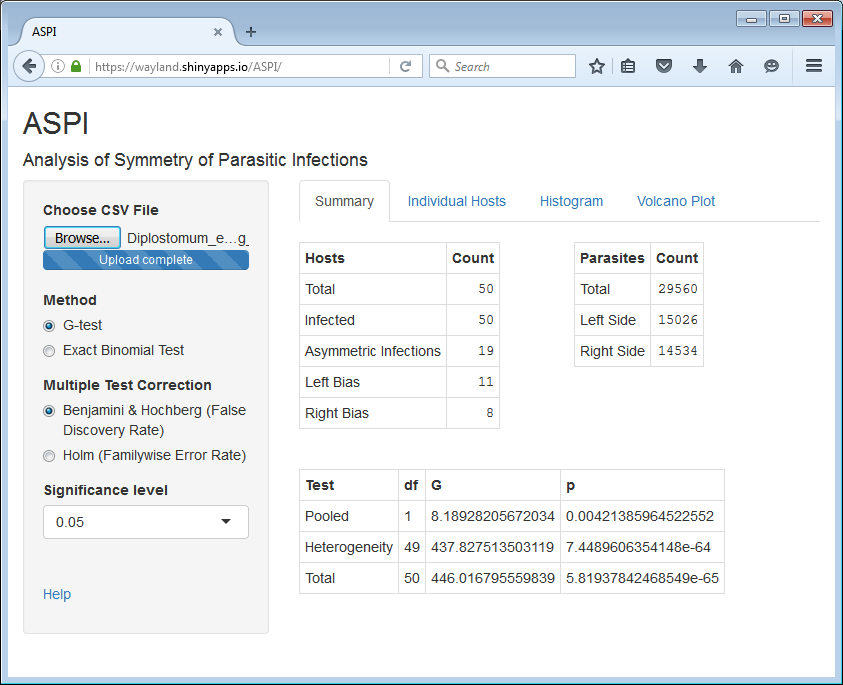 ASPI
https://wayland.shinyapps.io/ASPI/
Search
ASPI
Analysis of Symmetry of Parasitic Infections
Choose CSV File
Browse... Diplostomum_e...g_
Upload complete
Method
G-test
Exact Binomial Test
Multiple Test Correction
Benjamini & Hochberg (False
Discovery Rate)
Holm (Familywise Error Rate)
Significance level
0.05
Help
Summary Individual Hosts Histogram Volcano Plot
Hosts Count
Total 50
Infected 50
Asymmetric Infections 19
Left Bias 11
Right Bias 8
Parasites Count
Total 29560
Left Side 15026
Right Side 14534
Test df G p
Pooled 1 8.18928205672034 0.00421385964522552
Heterogeneity 49 437.827513503119 7.4489606354148e-64
Total 50 446.016795559839 5.81937842468549e-65